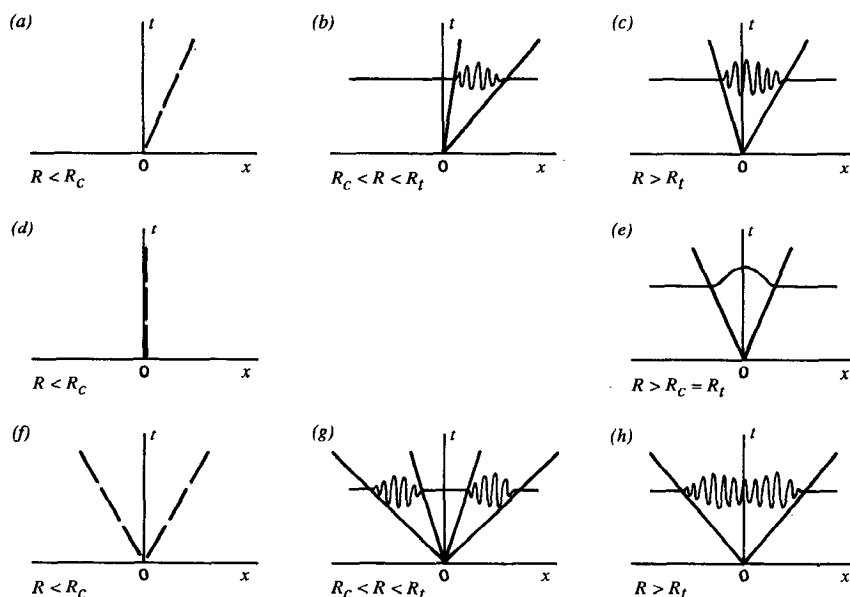 (a)
t
0
x
R < R_c
(b)
t
0
x
R_c < R < R_t
(c)
t
0
x
R > R_t
(d)
t
0
x
R < R_c
(e)
t
0
x
R > R_c = R_t
(f)
t
0
x
R < R_c
(g)
t
0
x
R_c < R < R_t
(h)
t
0
x
R > R_t